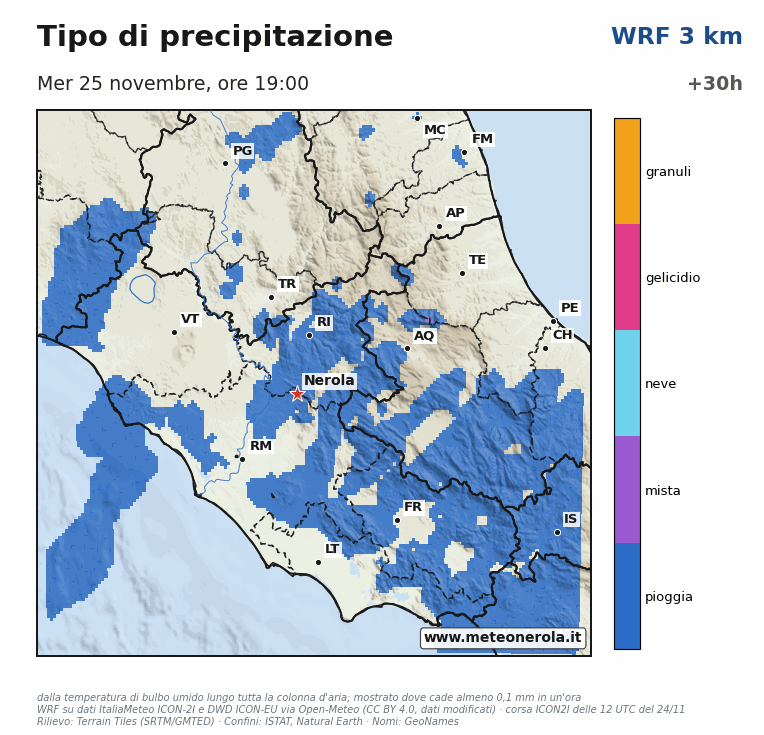 Tipo di precipitazione
WRF 3 km
Mer 25 novembre, ore 19:00
+30h
MC
FM
PG
AP
TE
TR
PE
VT
RI
AQ
CH
Nerola
RM
FR
IS
LT
www.meteonerola.it
granuli
gelicidio
neve
mista
pioggia
dalla temperatura di bulbo umido lungo tutta la colonna d'aria; mostrato dove cade almeno 0,1 mm in un'ora
WRF su dati ItaliaMeteo ICON-2I e DWD ICON-EU via Open-Meteo (CC BY 4.0, dati modificati) · corsa ICON2I delle 12 UTC del 24/11
Rilievo: Terrain Tiles (SRTM/GMTED) · Confini: ISTAT, Natural Earth · Nomi: GeoNames